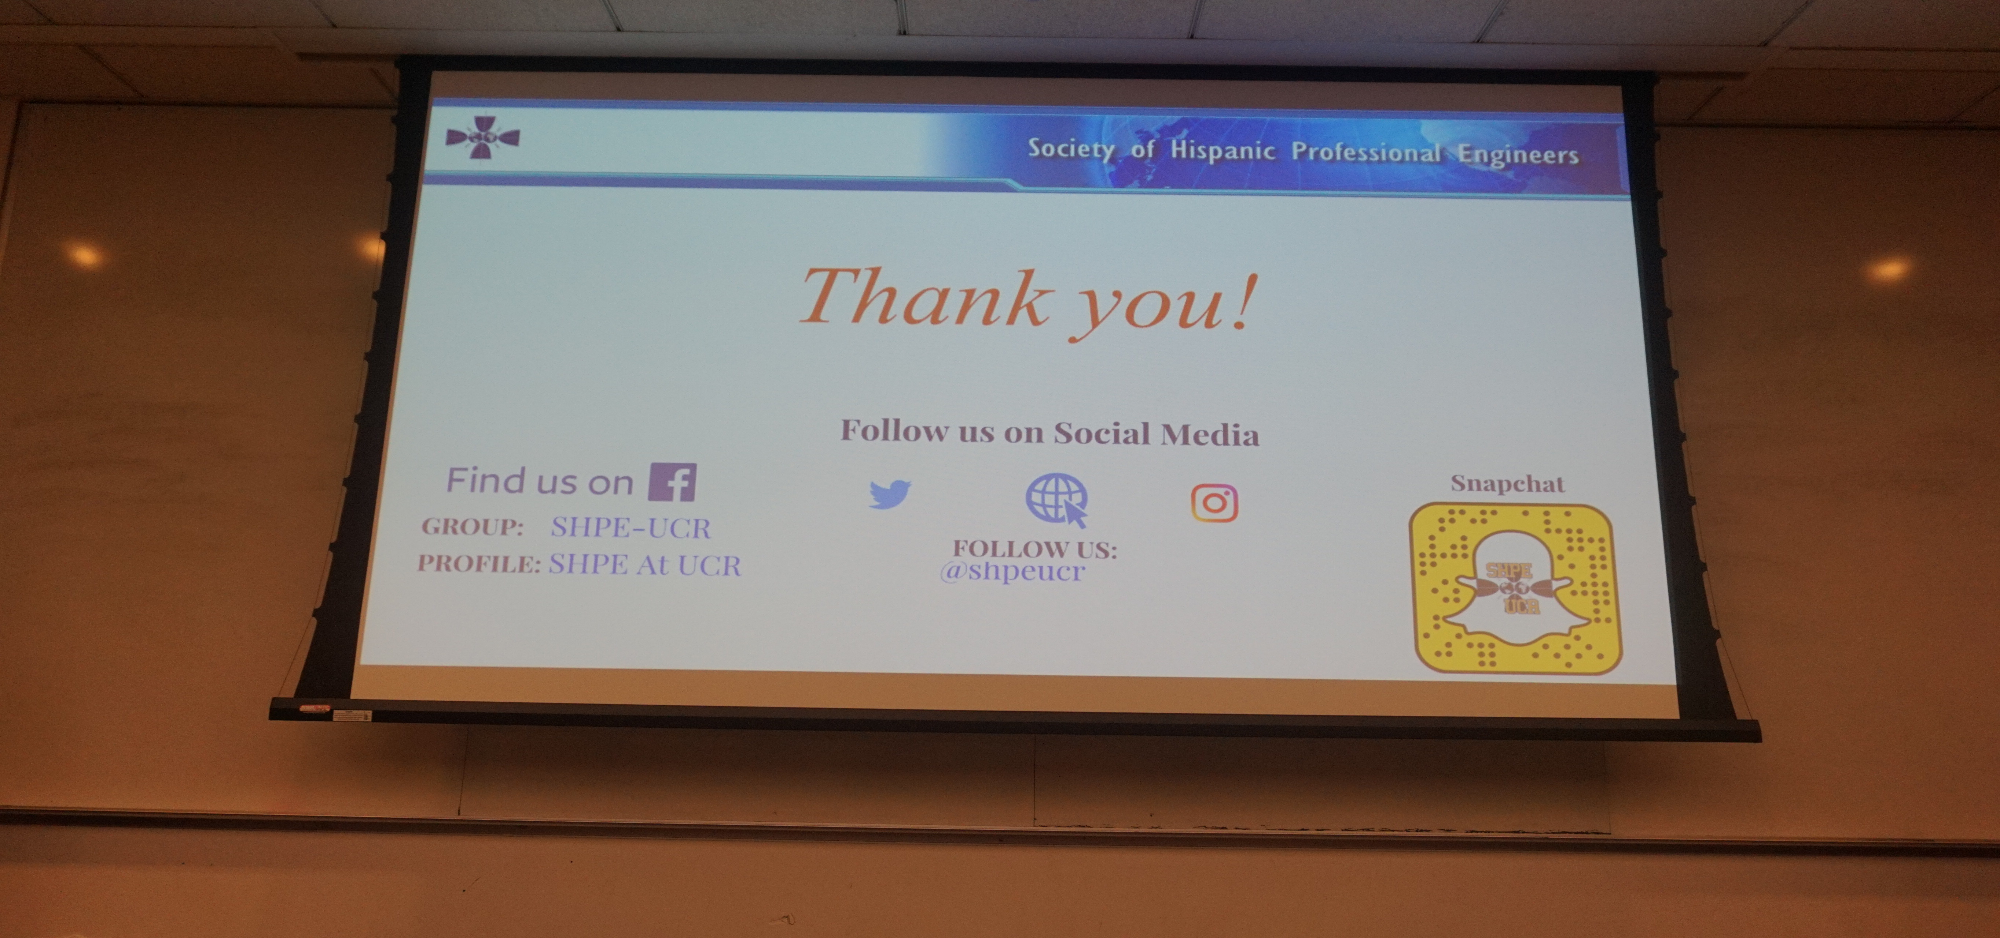 Society of Hispanic Professional Engineers
Thank you!
Follow us on Social Media
Find us on f
GROUP: SHPE-UCR
PROFILE: SHPE At UCR
FOLLOW US:
@shpeucr
Snapchat
SHPE
UCR